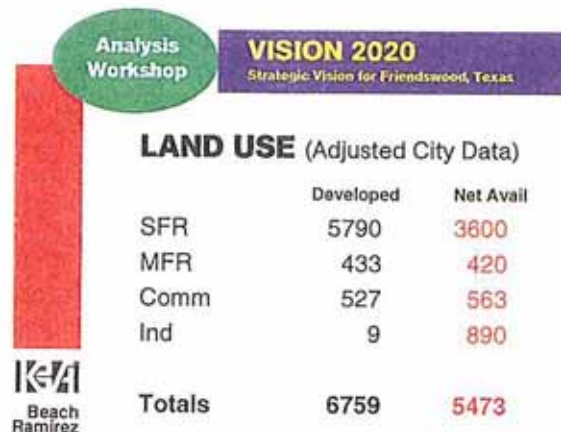 Analysis
Workshop
VISION 2020
Strategic Vision for Friendswood, Texas
LAND USE (Adjusted City Data)
Developed Net Avail
SFR 5790 3600
MFR 433 420
Comm 527 563
Ind 9 890
Totals 6759 5473
Beach
Ramirez